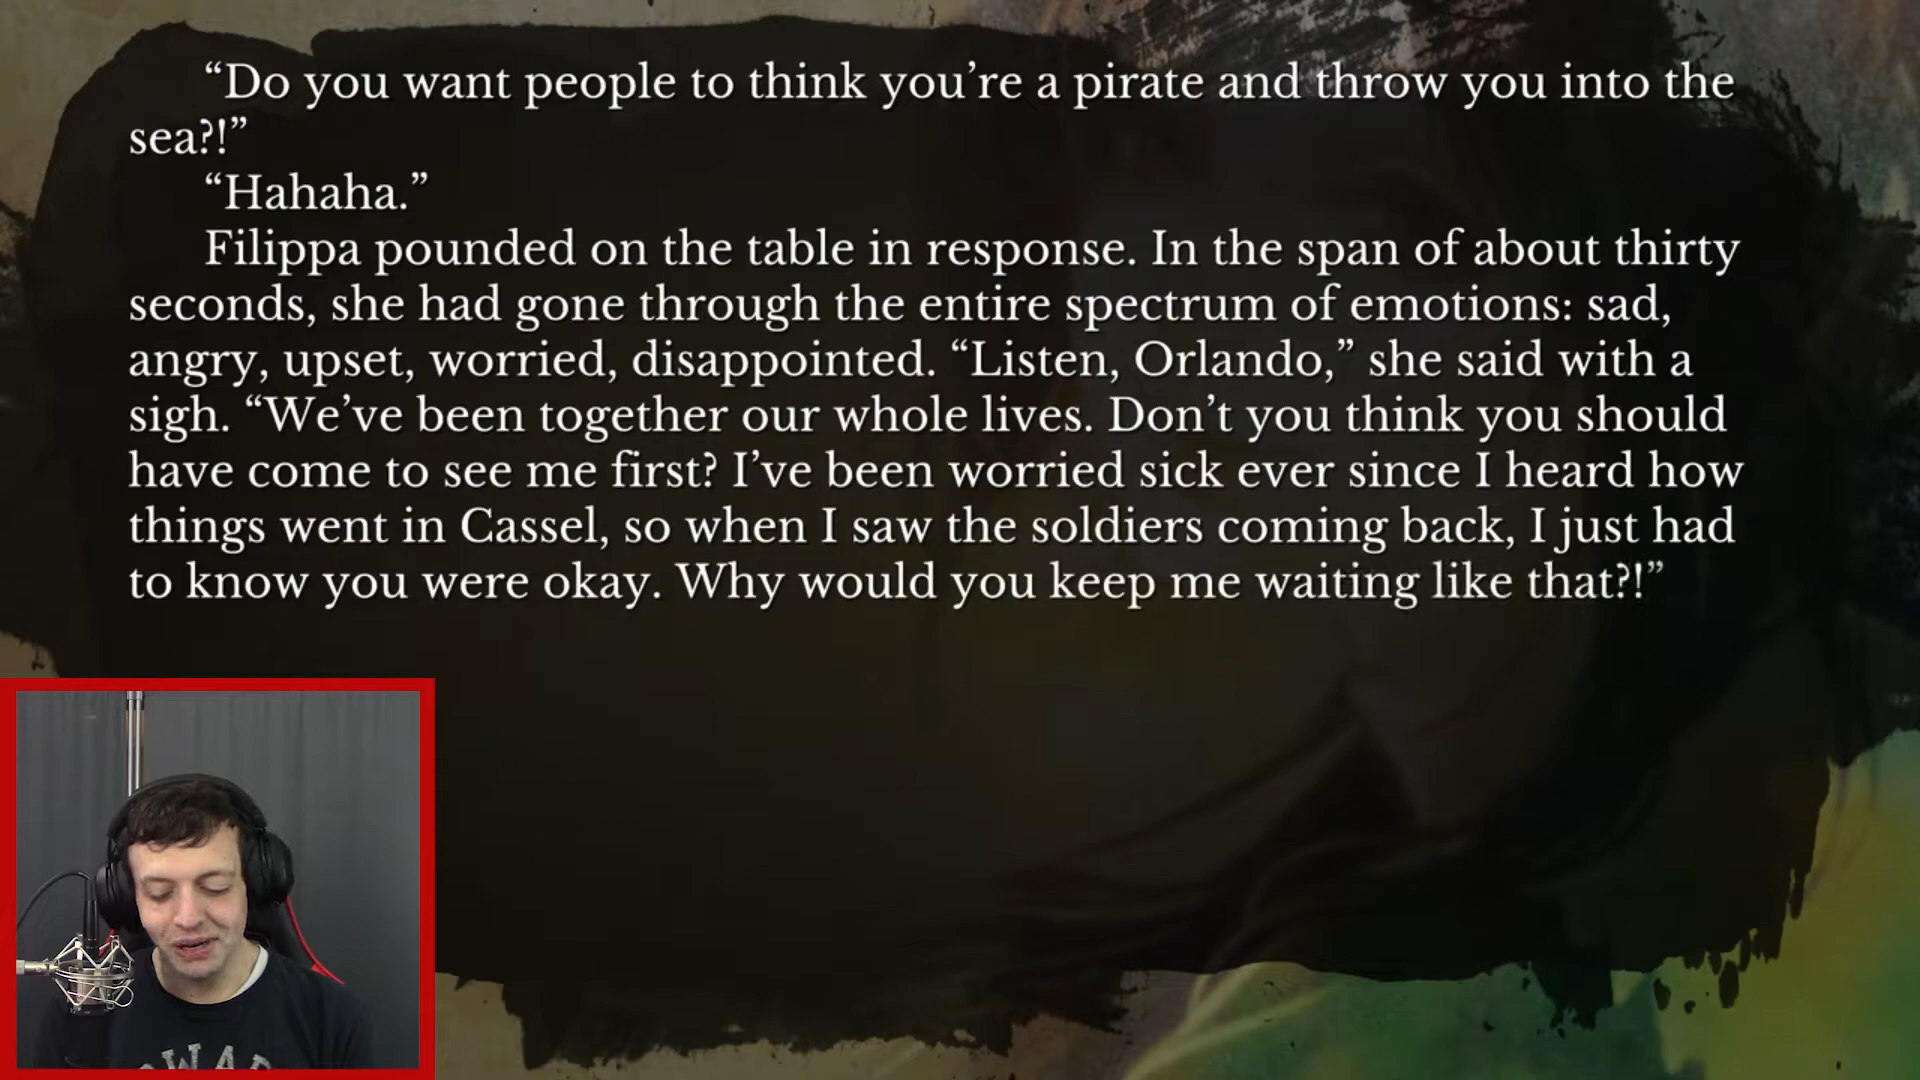 “Do you want people to think you’re a pirate and throw you into the
sea?!”
“Hahaha.”
Filippa pounded on the table in response. In the span of about thirty
seconds, she had gone through the entire spectrum of emotions: sad,
angry, upset, worried, disappointed. “Listen, Orlando,” she said with a
sigh. “We’ve been together our whole lives. Don’t you think you should
have come to see me first? I’ve been worried sick ever since I heard how
things went in Cassel, so when I saw the soldiers coming back, I just had
to know you were okay. Why would you keep me waiting like that?!”